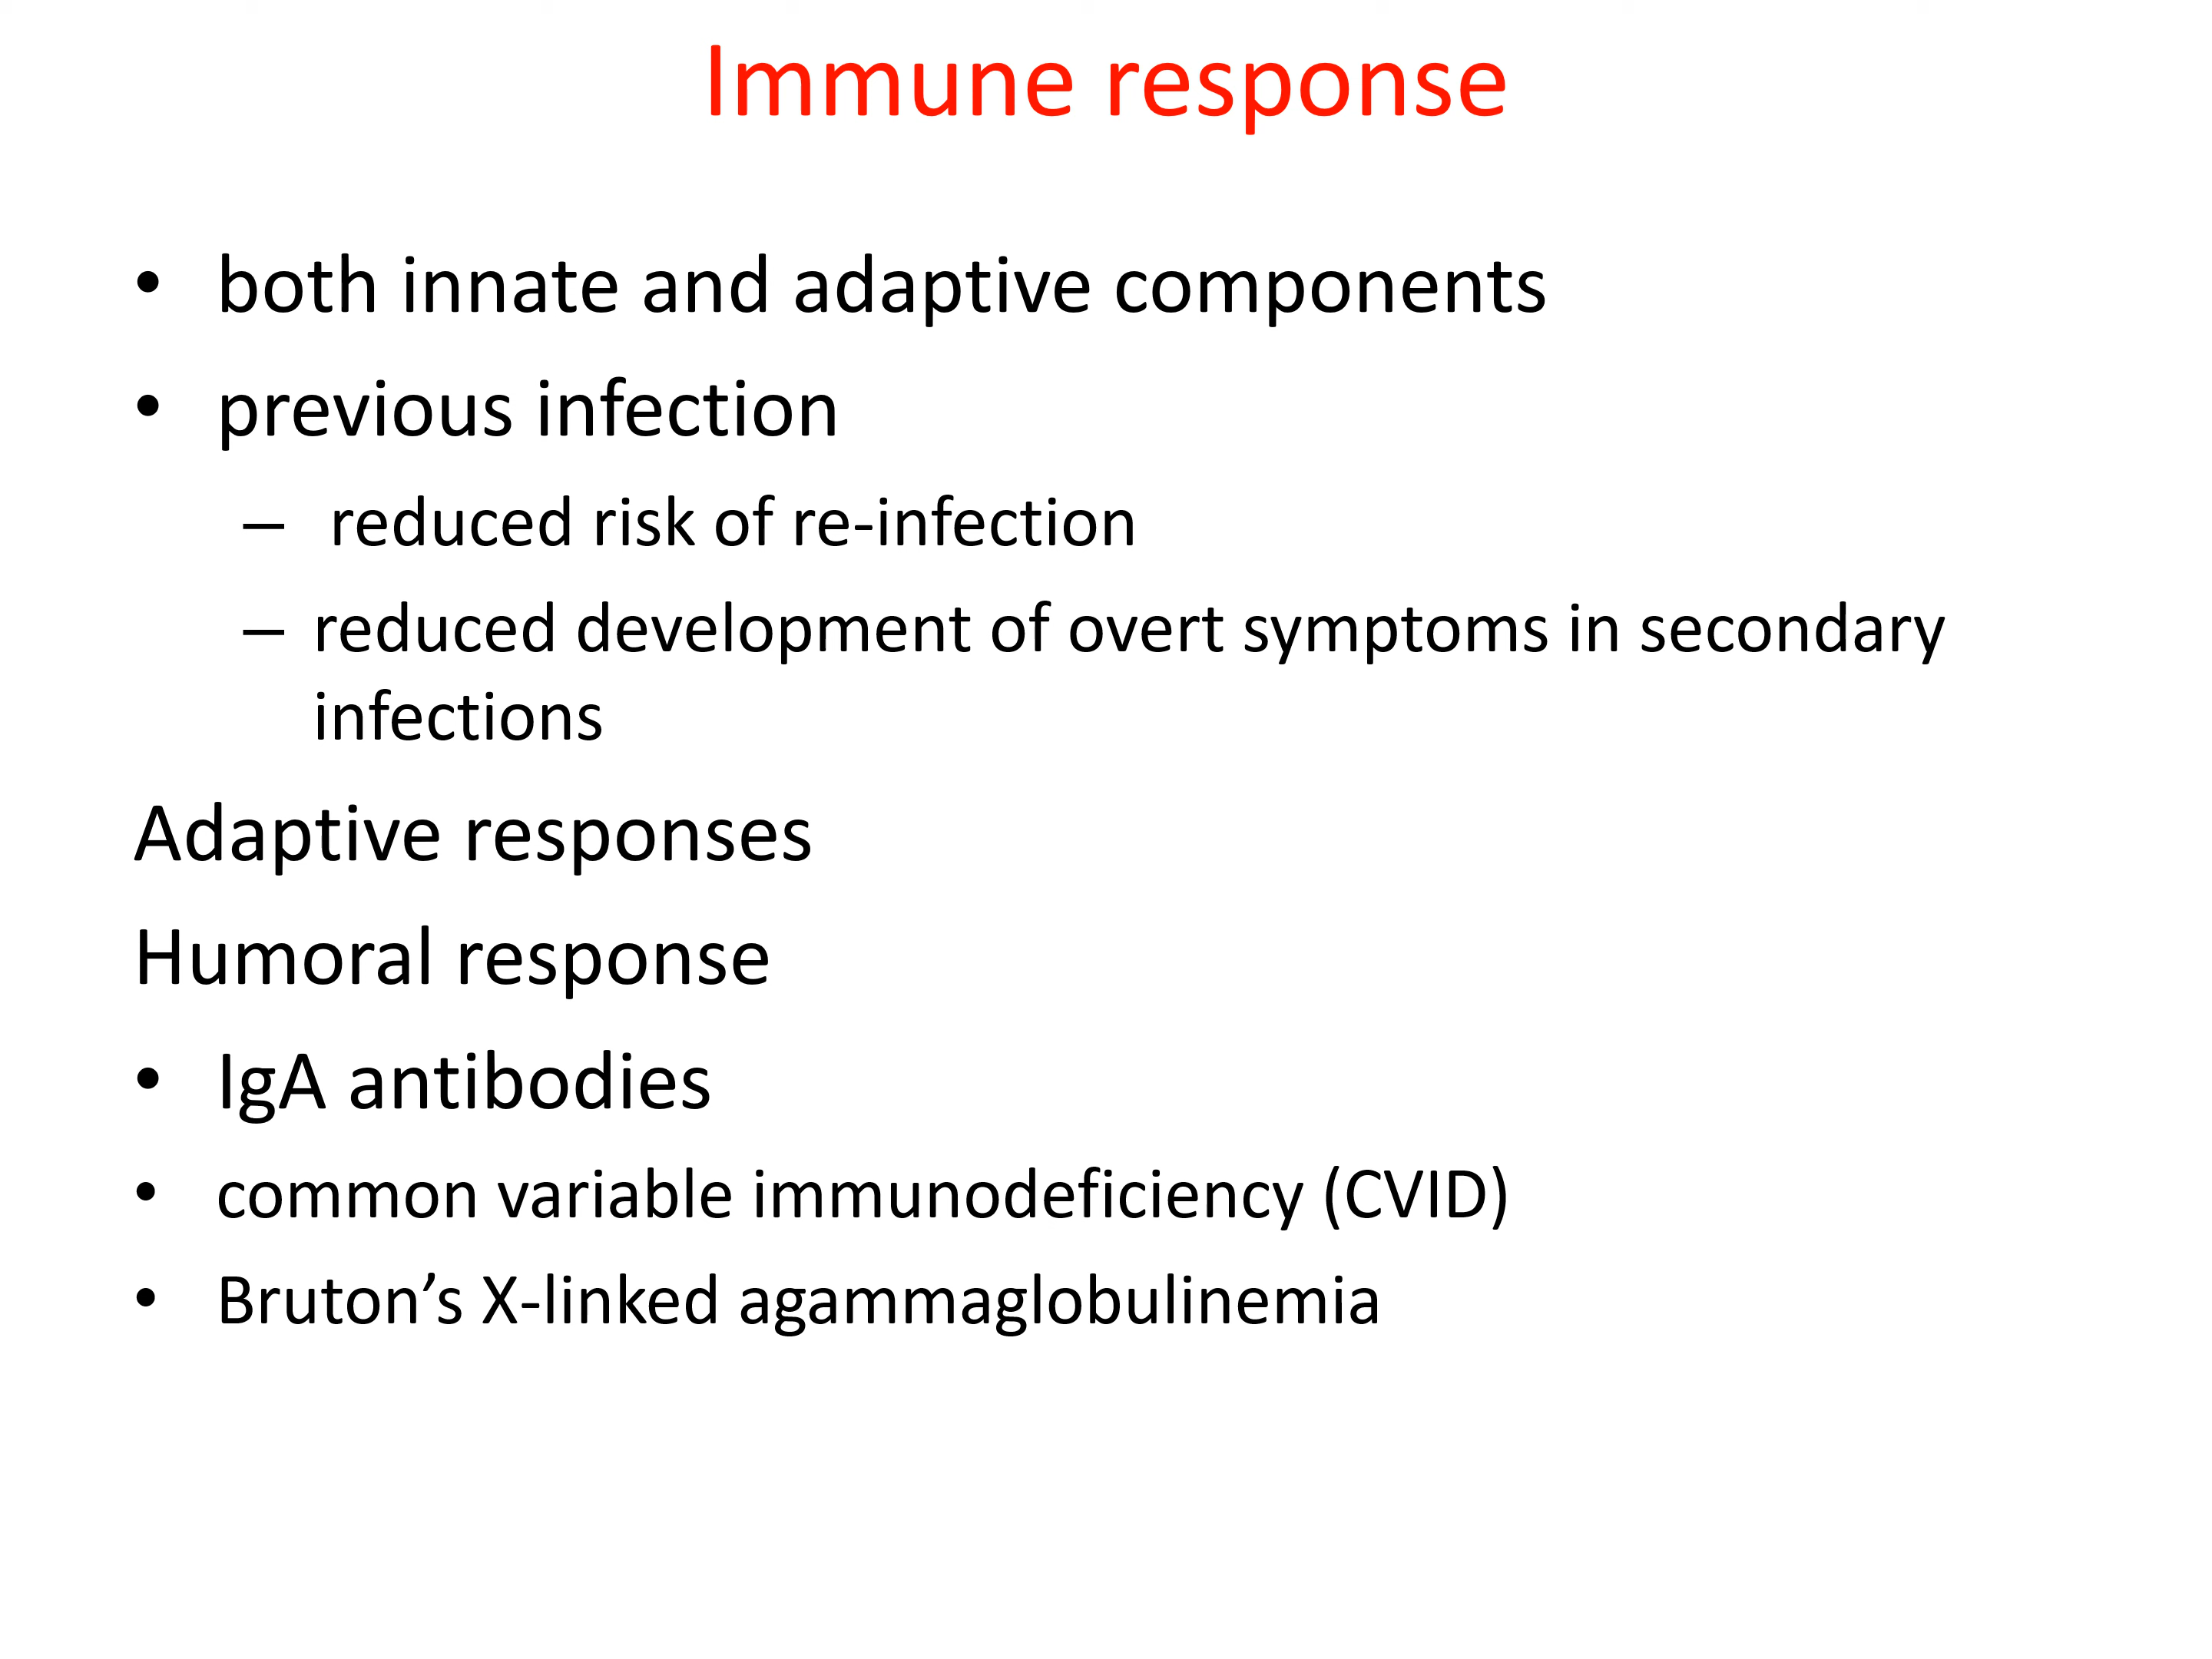 Immune response
• both innate and adaptive components
• previous infection
– reduced risk of re-infection
– reduced development of overt symptoms in secondary
infections
Adaptive responses
Humoral response
• IgA antibodies
• common variable immunodeficiency (CVID)
• Bruton’s X-linked agammaglobulinemia